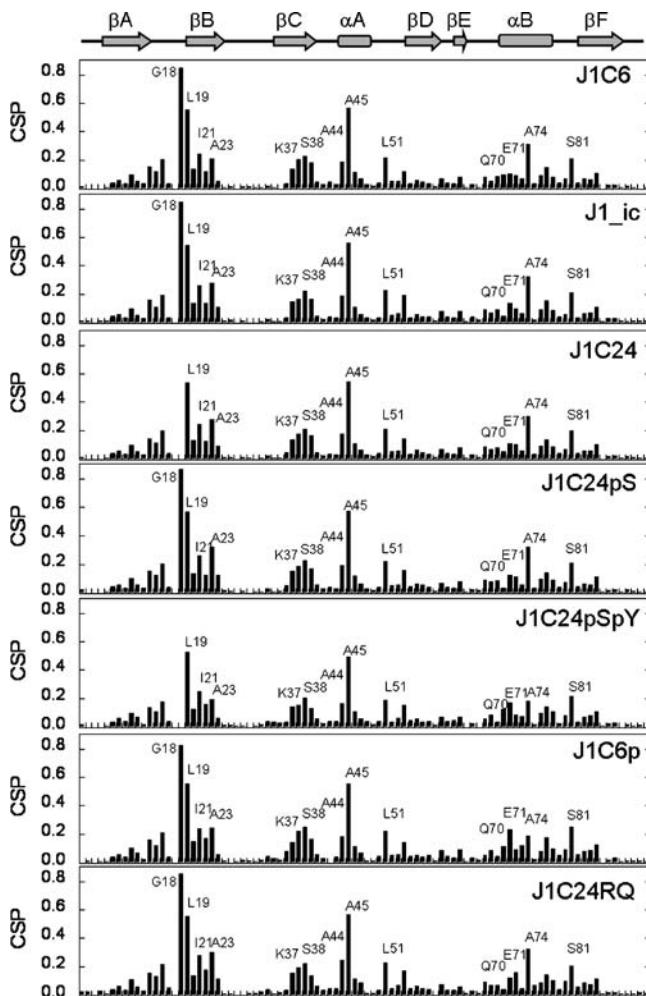 βA βB βC αA βD βE αB βF
J1C6
CSP
0.8
0.6
0.4
0.2
0.0
G18 L19 I21 A23 K37 S38 A44 A45 L51 Q70 E71 A74 S81
J1_ic
CSP
0.8
0.6
0.4
0.2
0.0
G18 L19 I21 A23 K37 S38 A44 A45 L51 Q70 E71 A74 S81
J1C24
CSP
0.8
0.6
0.4
0.2
0.0
L19 I21 A23 K37 S38 A44 A45 L51 Q70 E71 A74 S81
J1C24pS
CSP
0.8
0.6
0.4
0.2
0.0
G18 L19 I21 A23 K37 S38 A44 A45 L51 Q70 E71 A74 S81
J1C24pSpY
CSP
0.8
0.6
0.4
0.2
0.0
L19 I21 A23 K37 S38 A44 A45 L51 Q70 E71 A74 S81
J1C6p
CSP
0.8
0.6
0.4
0.2
0.0
G18 L19 I21 A23 K37 S38 A44 A45 L51 Q70 E71 A74 S81
J1C24RQ
CSP
0.8
0.6
0.4
0.2
0.0
G18 L19 I21 A23 K37 S38 A44 A45 L51 Q70 E71 A74 S81